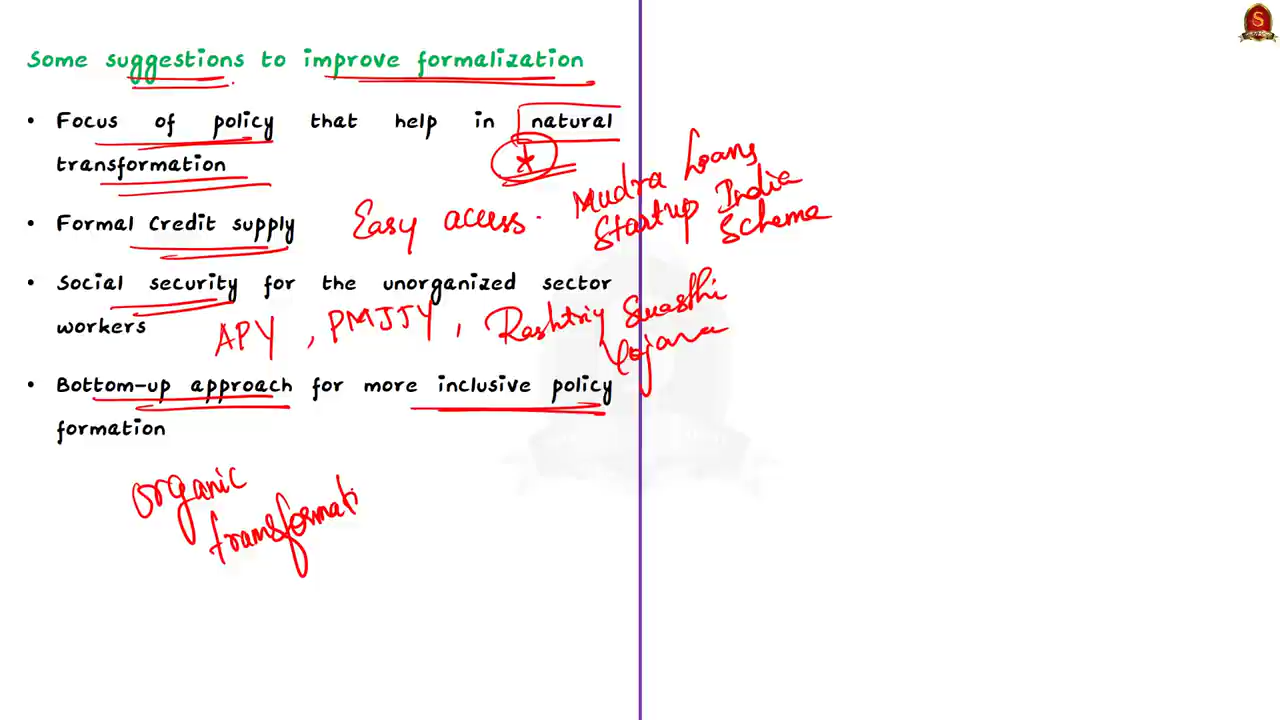 Some suggestions to improve formalization
• Focus of policy that help in natural
transformation *
• Formal Credit supply Easy access. Mudra Loans
Startup India
Scheme
• Social security for the unorganized sector
workers APY, PMJJY, Rashtriy Swasthi
Yojana
• Bottom-up approach for more inclusive policy
formation
organic
transformati